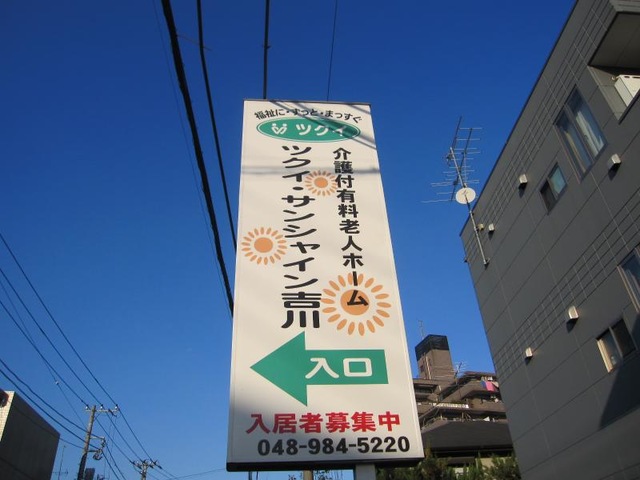 福祉に・ずっと・まっすぐ
ツクイ
介護付有料老人ホーム
ツクイ・サンシャイン吉川
入口
入居者募集中
048-984-5220